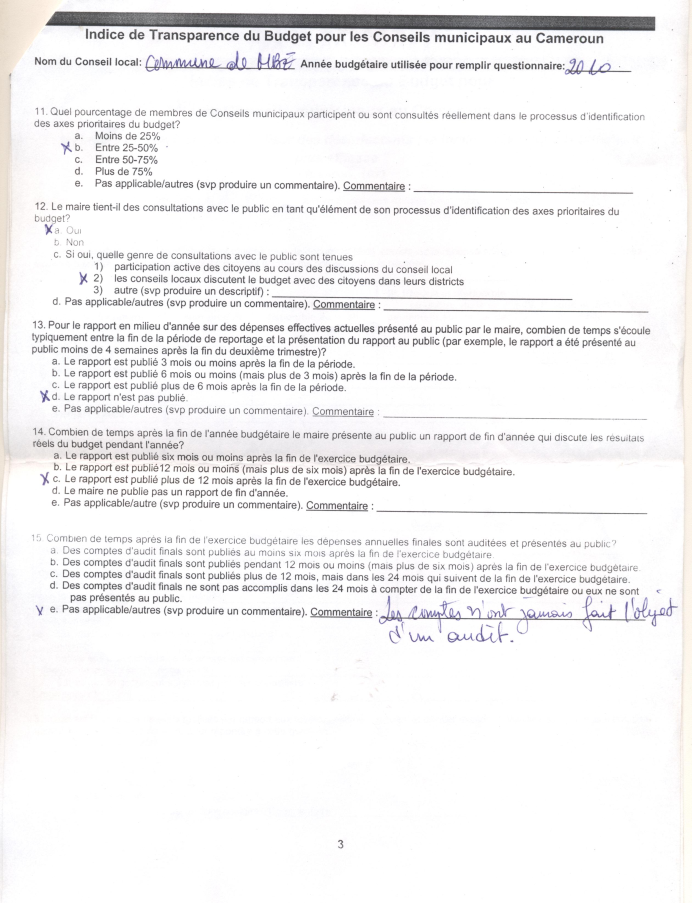 Indice de Transparence du Budget pour les Conseils municipaux au Cameroun
Nom du Conseil local: Commune de MBÉ Année budgétaire utilisée pour remplir questionnaire: 2010
11. Quel pourcentage de membres de Conseils municipaux participent ou sont consultés réellement dans le processus d'identification
des axes prioritaires du budget?
a. Moins de 25%
X b. Entre 25-50%
c. Entre 50-75%
d. Plus de 75%
e. Pas applicable/autres (svp produire un commentaire). Commentaire :
12. Le maire tient-il des consultations avec le public en tant qu'élément de son processus d'identification des axes prioritaires du
budget?
X a. Oui
b. Non
c. Si oui, quelle genre de consultations avec le public sont tenues
1) participation active des citoyens au cours des discussions du conseil local
X 2) les conseils locaux discutent le budget avec des citoyens dans leurs districts
3) autre (svp produire un descriptif) :
d. Pas applicable/autres (svp produire un commentaire). Commentaire :
13. Pour le rapport en milieu d'année sur des dépenses effectives actuelles présenté au public par le maire, combien de temps s'écoule
typiquement entre la fin de la période de reportage et la présentation du rapport au public (par exemple, le rapport a été présenté au
public moins de 4 semaines après la fin du deuxième trimestre)?
a. Le rapport est publié 3 mois ou moins après la fin de la période.
b. Le rapport est publié 6 mois ou moins (mais plus de 3 mois) après la fin de la période.
c. Le rapport est publié plus de 6 mois après la fin de la période.
X d. Le rapport n'est pas publié.
e. Pas applicable/autres (svp produire un commentaire). Commentaire :
14. Combien de temps après la fin de l'année budgétaire le maire présente au public un rapport de fin d'année qui discute les résultats
réels du budget pendant l'année?
a. Le rapport est publié six mois ou moins après la fin de l'exercice budgétaire.
b. Le rapport est publié12 mois ou moins (mais plus de six mois) après la fin de l'exercice budgétaire.
X c. Le rapport est publié plus de 12 mois après la fin de l'exercice budgétaire.
d. Le maire ne publie pas un rapport de fin d'année.
e. Pas applicable/autre (svp produire un commentaire). Commentaire :
15. Combien de temps après la fin de l'exercice budgétaire les dépenses annuelles finales sont auditées et présentés au public?
a. Des comptes d'audit finals sont publiés au moins six mois après la fin de l'exercice budgétaire.
b. Des comptes d'audit finals sont publiés pendant 12 mois ou moins (mais plus de six mois) après la fin de l'exercice budgétaire.
c. Des comptes d'audit finals sont publiés plus de 12 mois, mais dans les 24 mois qui suivent de la fin de l'exercice budgétaire.
d. Des comptes d'audit finals ne sont pas accomplis dans les 24 mois à compter de la fin de l'exercice budgétaire ou eux ne sont
pas présentés au public.
X e. Pas applicable/autres (svp produire un commentaire). Commentaire : Les comptes n'ont jamais fait l'objet
d'un audit.
3